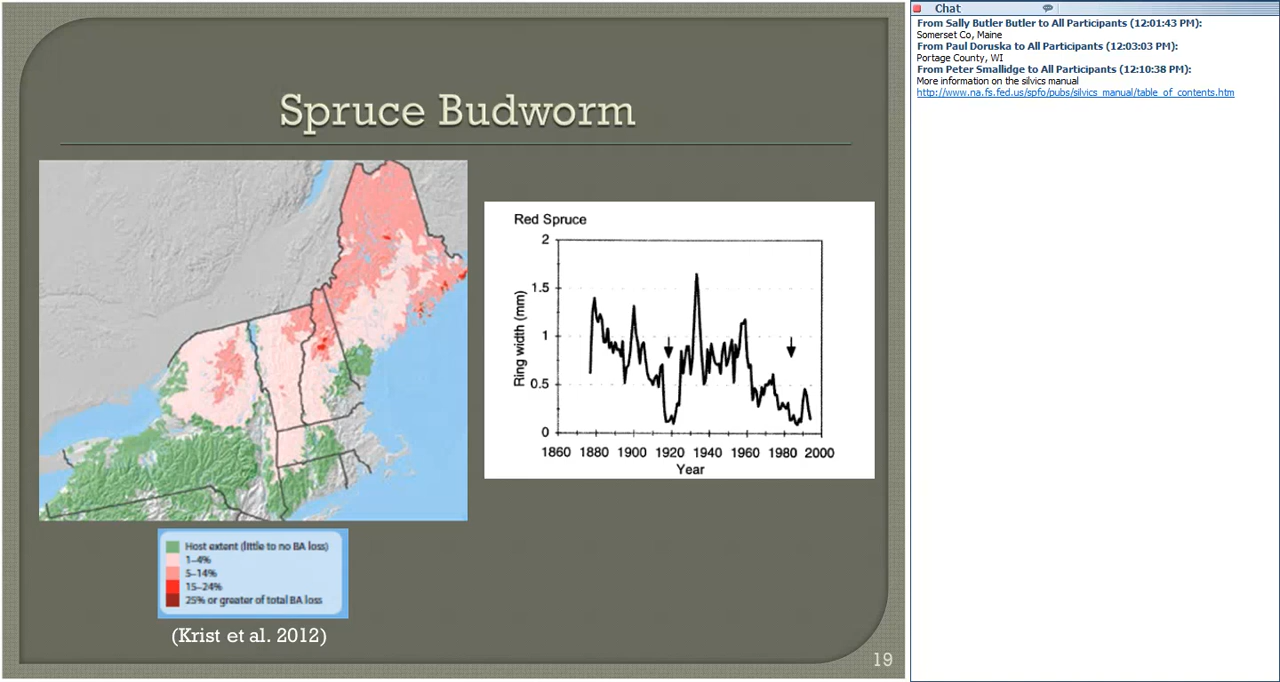 Spruce Budworm
Red Spruce
2
1.5
1
0.5
0
Ring width (mm)
1860 1880 1900 1920 1940 1960 1980 2000
Year
Host extent (little to no BA loss)
1–4%
5–14%
15–24%
25% or greater of total BA loss
(Krist et al. 2012)
19
Chat
From Sally Butler Butler to All Participants (12:01:43 PM):
Somerset Co, Maine
From Paul Doruska to All Participants (12:03:03 PM):
Portage County, WI
From Peter Smallidge to All Participants (12:10:38 PM):
More information on the silvics manual
http://www.na.fs.fed.us/spfo/pubs/silvics_manual/table_of_contents.htm